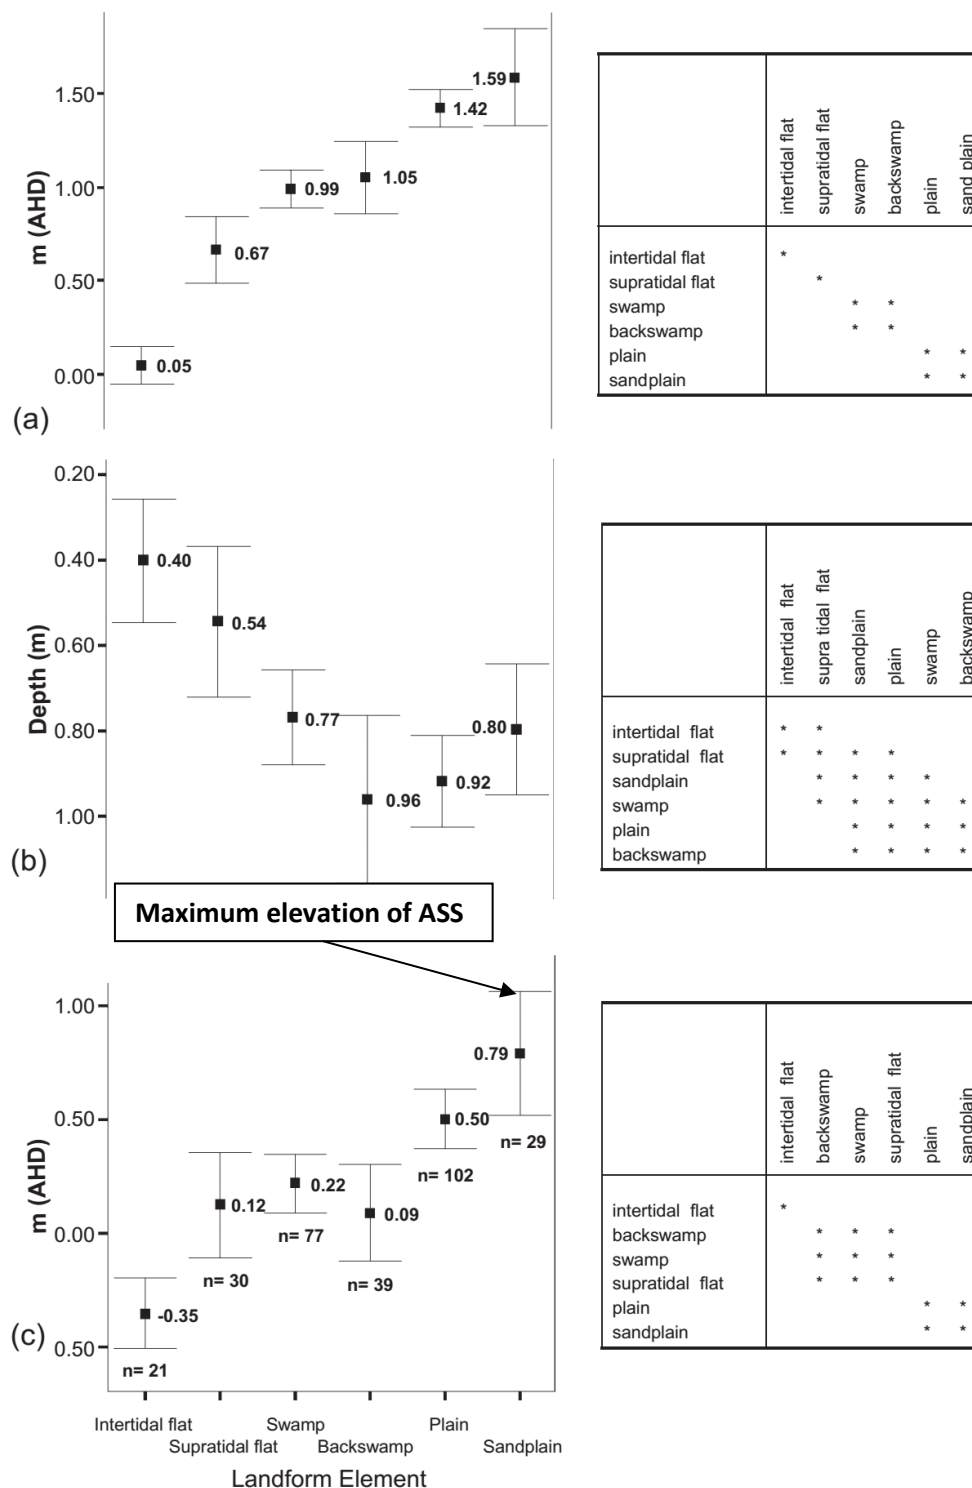 1.50
1.00
0.50
0.00
m (AHD)
1.59
1.42
1.05
0.99
0.67
0.05
(a)
intertidal flat
supratidal flat
swamp
backswamp
plain
sand plain
intertidal flat *
supratidal flat *
swamp * *
backswamp * *
plain * *
sandplain * *
0.20
0.40
0.60
0.80
1.00
Depth (m)
0.40
0.54
0.77
0.96
0.92
0.80
(b)
intertidal flat
supra tidal flat
sandplain
plain
swamp
backswamp
intertidal flat * *
supratidal flat * * * *
sandplain * * * *
swamp * * * * *
plain * * * *
backswamp * * * *
Maximum elevation of ASS
1.00
0.50
0.00
0.50
m (AHD)
0.79
0.50
n= 29
n= 102
0.12
0.22
0.09
n= 77
n= 30
n= 39
-0.35
n= 21
(c)
intertidal flat
backswamp
swamp
supratidal flat
plain
sandplain
intertidal flat *
backswamp * * *
swamp * * *
supratidal flat * * *
plain * *
sandplain * *
Intertidal flat
Supratidal flat
Swamp
Backswamp
Plain
Sandplain
Landform Element